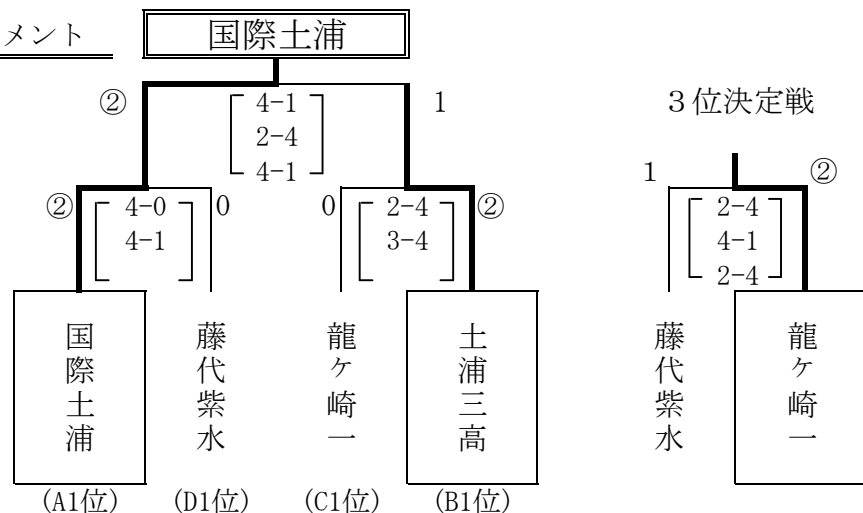 メント
国際土浦
② 4-1 1
2-4
4-1
3位決定戦
② 4-0 0
4-1
0 2-4 ②
3-4
1 2-4 ②
4-1
2-4
国際土浦
藤代紫水
龍ケ崎一
土浦三高
藤代紫水
龍ケ崎一
(A1位) (D1位) (C1位) (B1位)